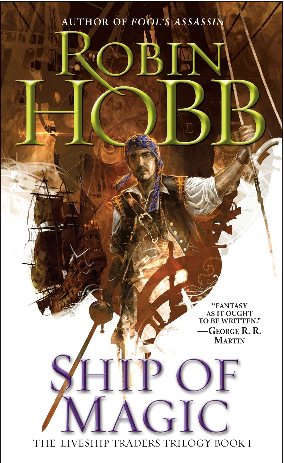 AUTHOR OF FOOL'S ASSASSIN
ROBIN
HOBB
"FANTASY
AS IT OUGHT
TO BE WRITTEN."
—GEORGE R. R.
MARTIN
SHIP OF
MAGIC
THE LIVESHIP TRADERS TRILOGY BOOK I